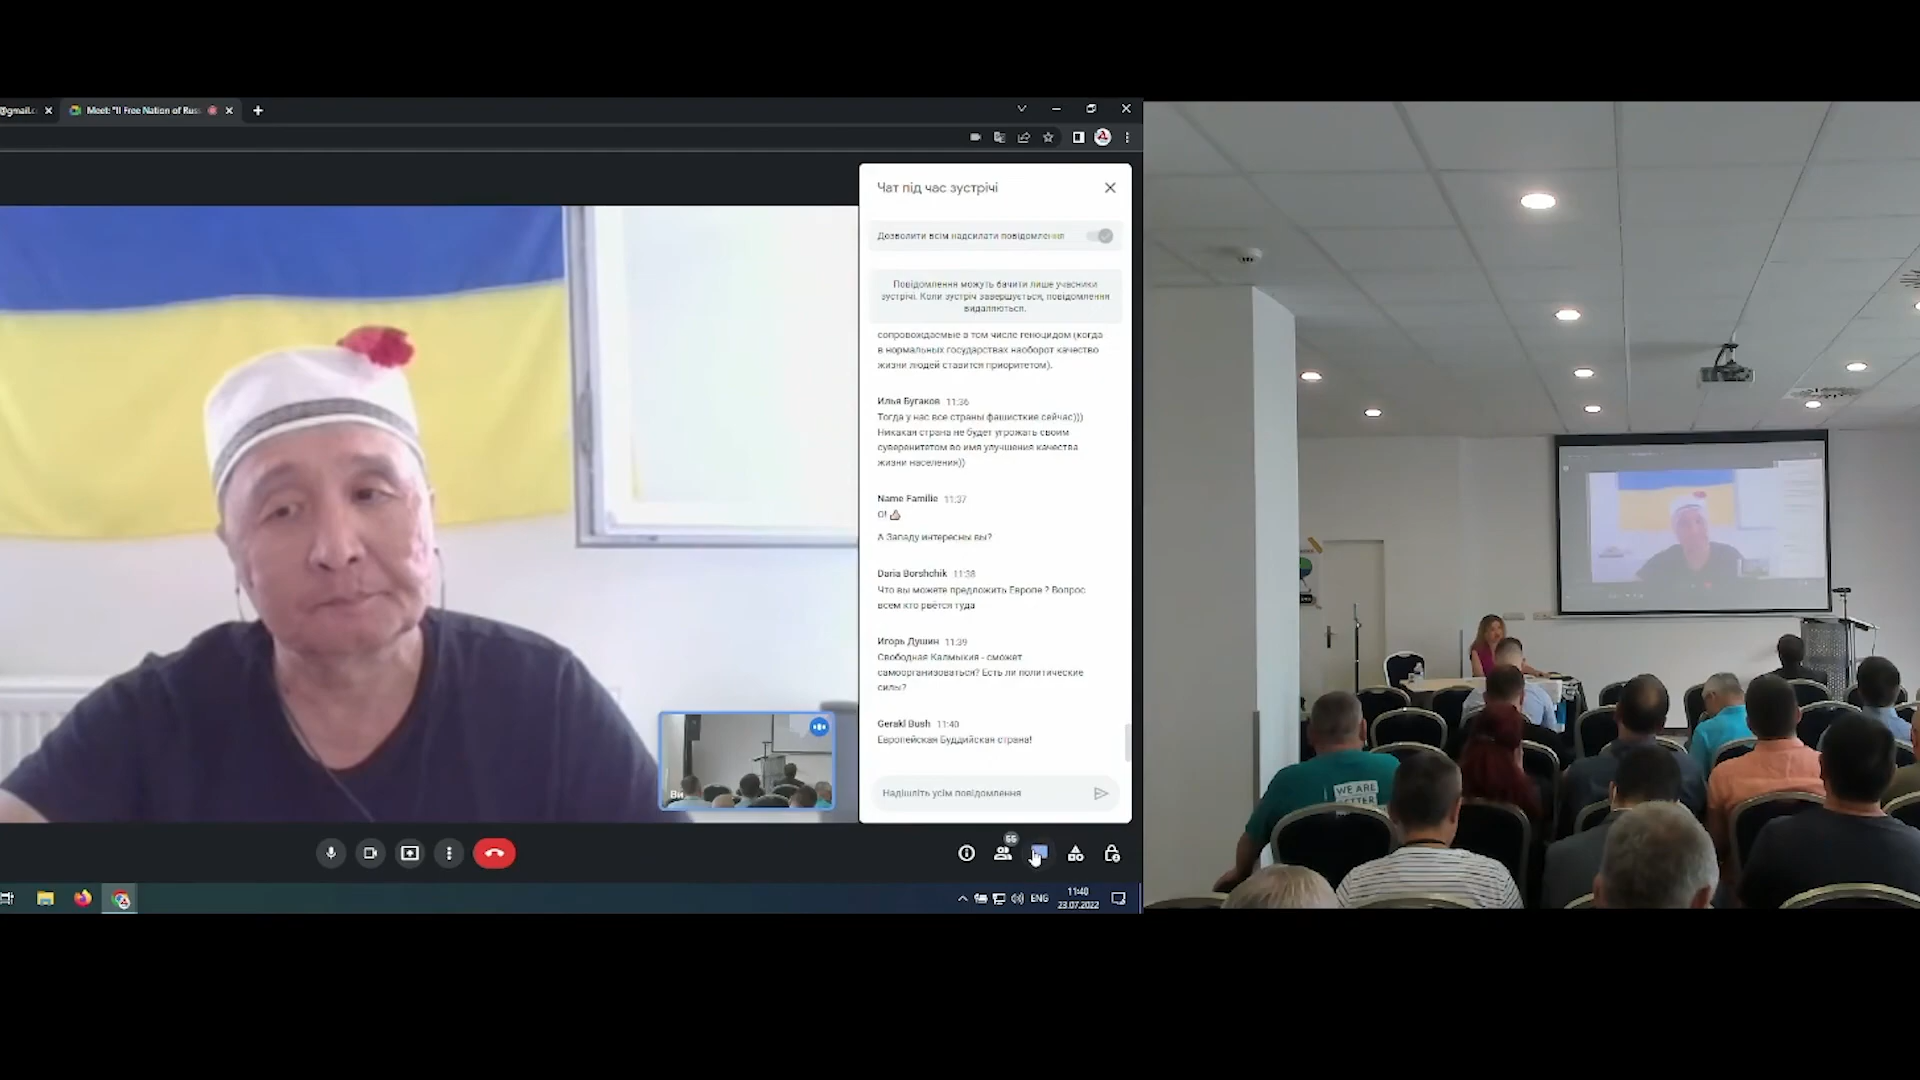 @gmail.c
Meet: "II Free Nation of Rus
Чат під час зустрічі
Дозволити всім надсилати повідомлення
Повідомлення можуть бачити лише учасники
зустрічі. Коли зустріч завершується, повідомлення
видаляються.
сопровождаемые в том числе геноцидом (когда
в нормальных государствах наоборот качество
жизни людей ставится приоритетом).
Илья Бугаков 11:36
Тогда у нас все страны фашисткие сейчас)))
Никакая страна не будет угрожать своим
суверенитетом во имя улучшения качества
жизни населения))
Name Familie 11:37
О!
А Западу интересны вы?
Daria Borshchik 11:38
Что вы можете предложить Европе ? Вопрос
всем кто рвётся туда
Игорь Душин 11:39
Свободная Калмыкия - сможет
самоорганизоваться? Есть ли политические
силы?
Gerakl Bush 11:40
Европейская Буддийская страна!
Надішліть усім повідомлення
Ви
55
ENG
11:40
23.07.2022
WE ARE